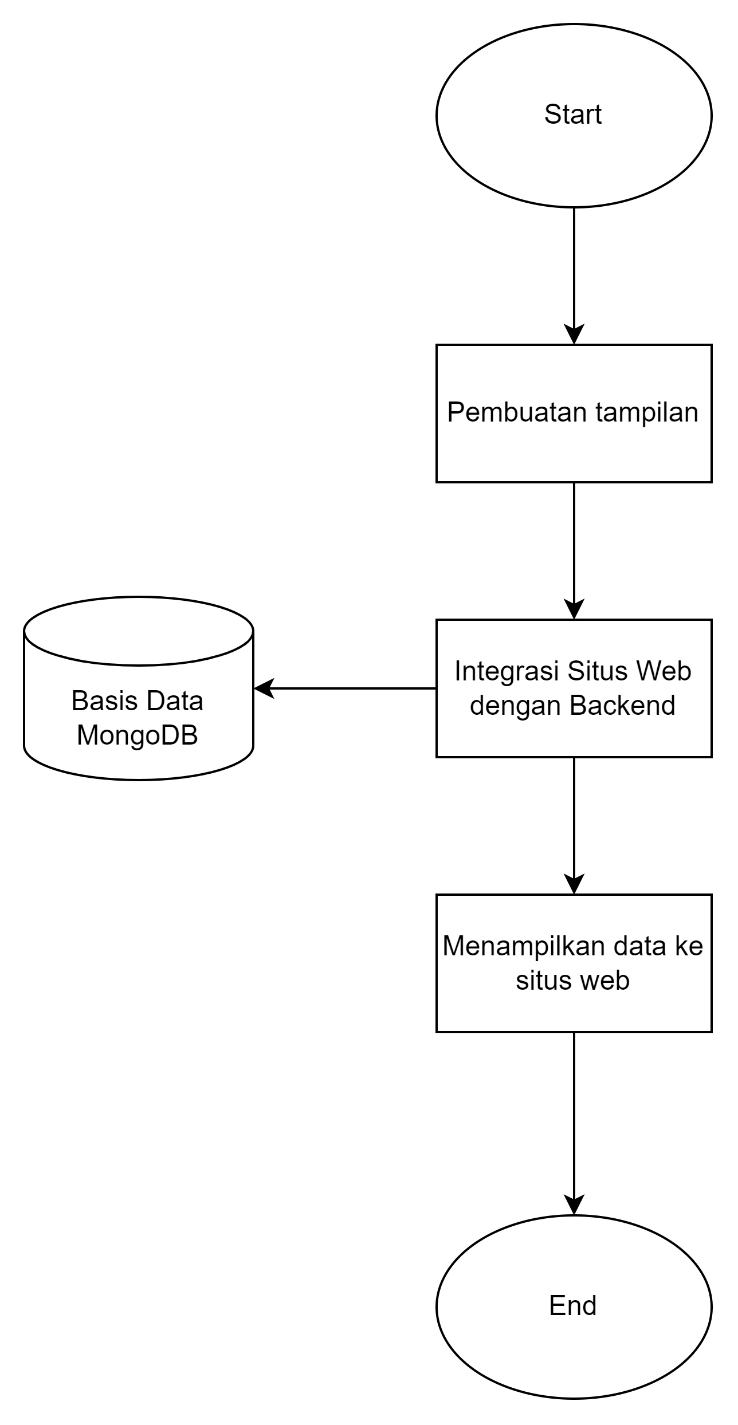 Start
Pembuatan tampilan
Integrasi Situs Web
dengan Backend
Basis Data
MongoDB
Menampilkan data ke
situs web
End